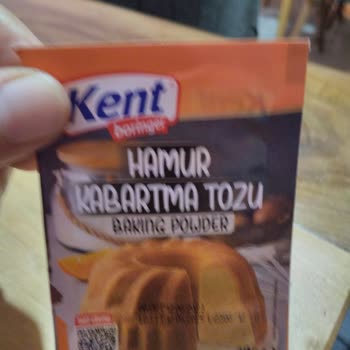 Kent
boringer
HAMUR
KABARTMA TOZU
BAKING POWDER